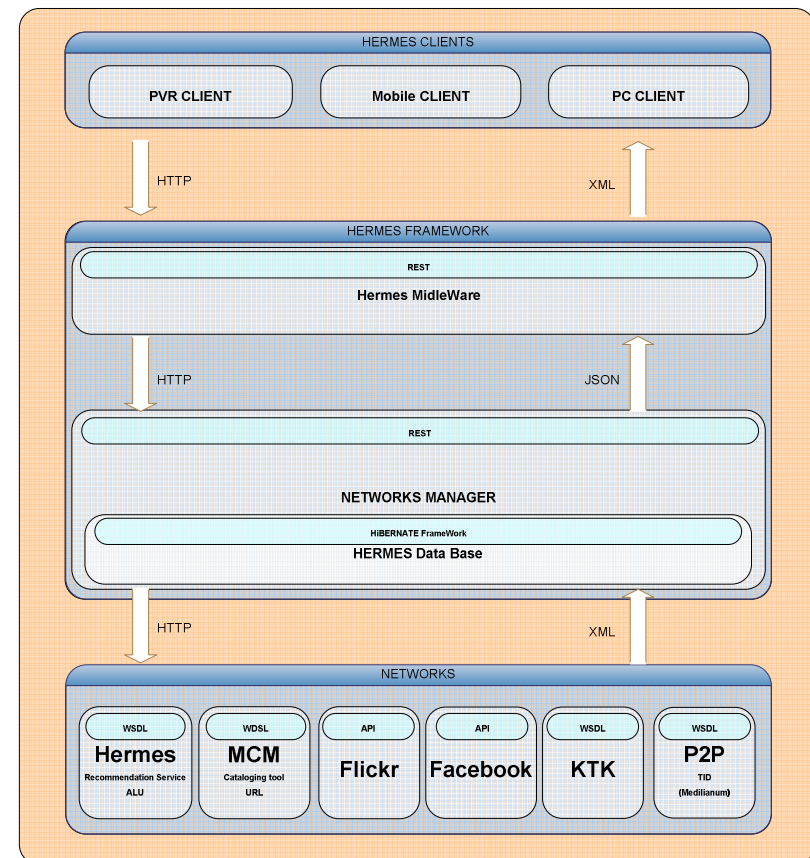 HERMES CLIENTS
PVR CLIENT
Mobile CLIENT
PC CLIENT
HTTP
XML
HERMES FRAMEWORK
REST
Hermes MidleWare
HTTP
JSON
REST
NETWORKS MANAGER
HiBERNATE FrameWork
HERMES Data Base
HTTP
XML
NETWORKS
WSDL
Hermes
Recommendation Service
ALU
WDSL
MCM
Cataloging tool
URL
API
Flickr
API
Facebook
WSDL
KTK
WSDL
P2P
TID
(Medilianum)